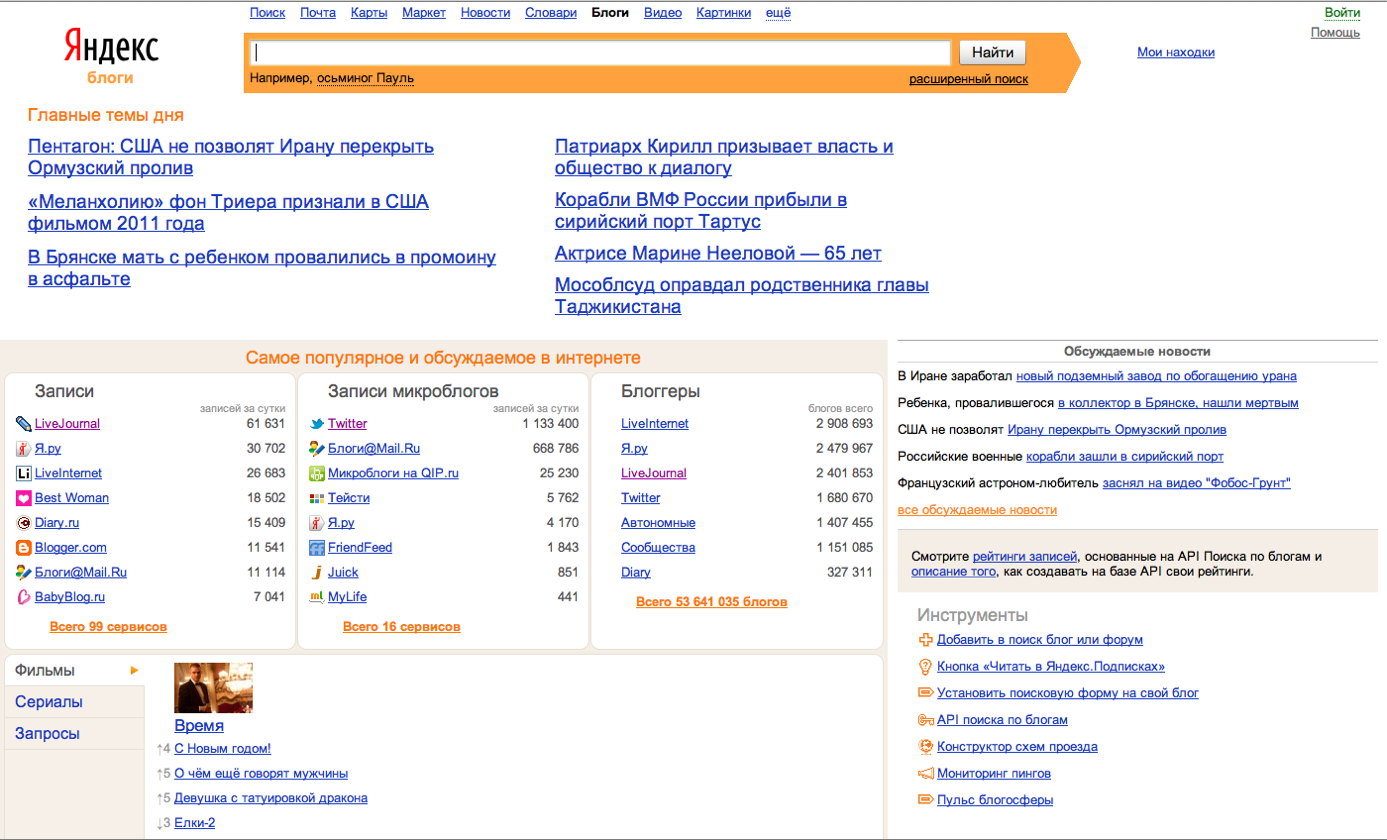 Поиск Почта Карты Маркет Новости Словари Блоги Видео Картинки ещё
Войти
Помощь
Яндекс
блоги
Найти
Мои находки
Например, осьминог Пауль
расширенный поиск
Главные темы дня
Пентагон: США не позволят Ирану перекрыть
Ормузский пролив
«Меланхолию» фон Триера признали в США
фильмом 2011 года
В Брянске мать с ребенком провалились в промоину
в асфальте
Патриарх Кирилл призывает власть и
общество к диалогу
Корабли ВМФ России прибыли в
сирийский порт Тартус
Актрисе Марине Нееловой — 65 лет
Мособлсуд оправдал родственника главы
Таджикистана
Самое популярное и обсуждаемое в интернете
Записи
записей за сутки
LiveJournal 61 631
Я.ру 30 702
LiveInternet 26 683
Best Woman 18 502
Diary.ru 15 409
Blogger.com 11 541
Блоги@Mail.Ru 11 114
BabyBlog.ru 7 041
Всего 99 сервисов
Записи микроблогов
записей за сутки
Twitter 1 133 400
Блоги@Mail.Ru 668 786
Микроблоги на QIP.ru 25 230
Тейсти 5 762
Я.ру 4 170
FriendFeed 1 843
Juick 851
MyLife 441
Всего 16 сервисов
Блоггеры
блогов всего
LiveInternet 2 908 693
Я.ру 2 479 967
LiveJournal 2 401 853
Twitter 1 680 670
Автономные 1 407 455
Сообщества 1 151 085
Diary 327 311
Всего 53 641 035 блогов
Обсуждаемые новости
В Иране заработал новый подземный завод по обогащению урана
Ребенка, провалившегося в коллектор в Брянске, нашли мертвым
США не позволят Ирану перекрыть Ормузский пролив
Российские военные корабли зашли в сирийский порт
Французский астроном-любитель заснял на видео "Фобос-Грунт"
все обсуждаемые новости
Смотрите рейтинги записей, основанные на API Поиска по блогам и
описание того, как создавать на базе API свои рейтинги.
Инструменты
Добавить в поиск блог или форум
Кнопка «Читать в Яндекс.Подписках»
Установить поисковую форму на свой блог
API поиска по блогам
Конструктор схем проезда
Мониторинг пингов
Пульс блогосферы
Фильмы
Сериалы
Запросы
Время
↑4 С Новым годом!
↑5 О чём ещё говорят мужчины
↑5 Девушка с татуировкой дракона
↓3 Елки-2